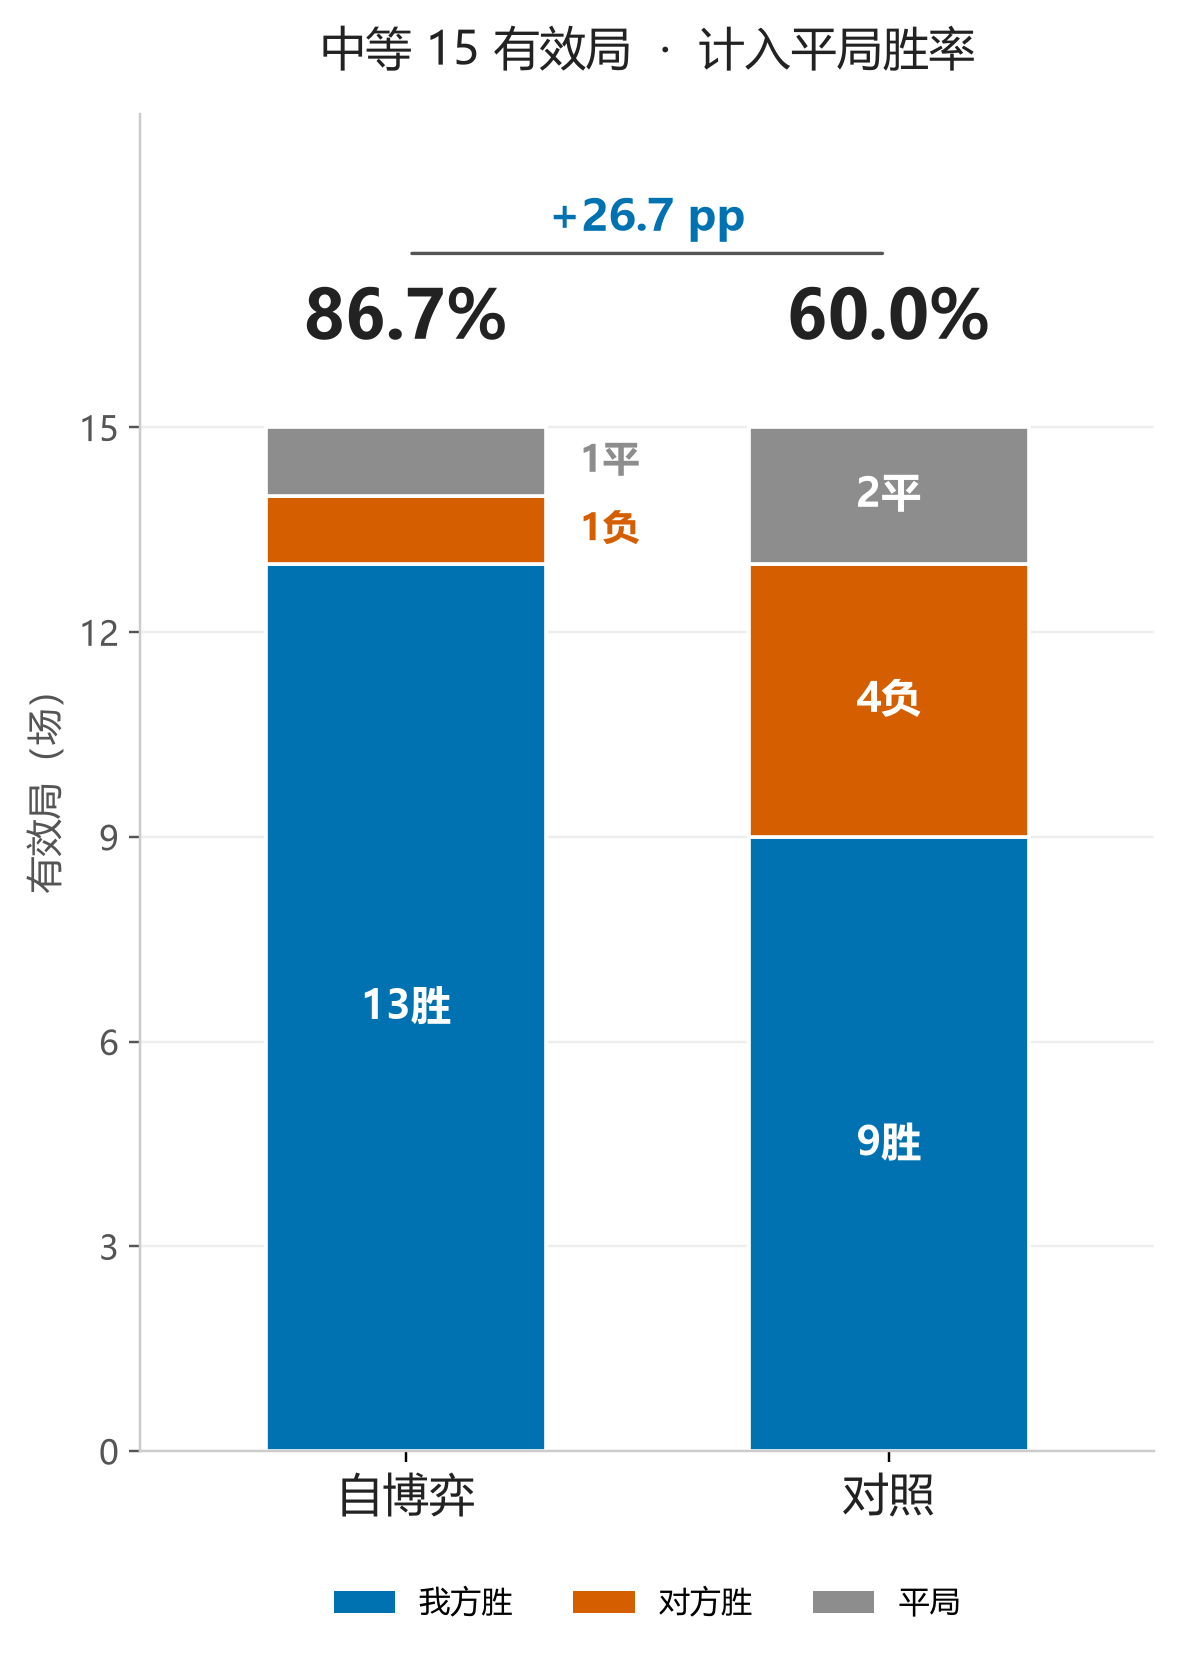 中等 15 有效局 · 计入平局胜率
+26.7 pp
86.7%
60.0%
15
12
9
6
3
0
有效局（场）
1平
1负
13胜
2平
4负
9胜
自博弈
对照
我方胜
对方胜
平局